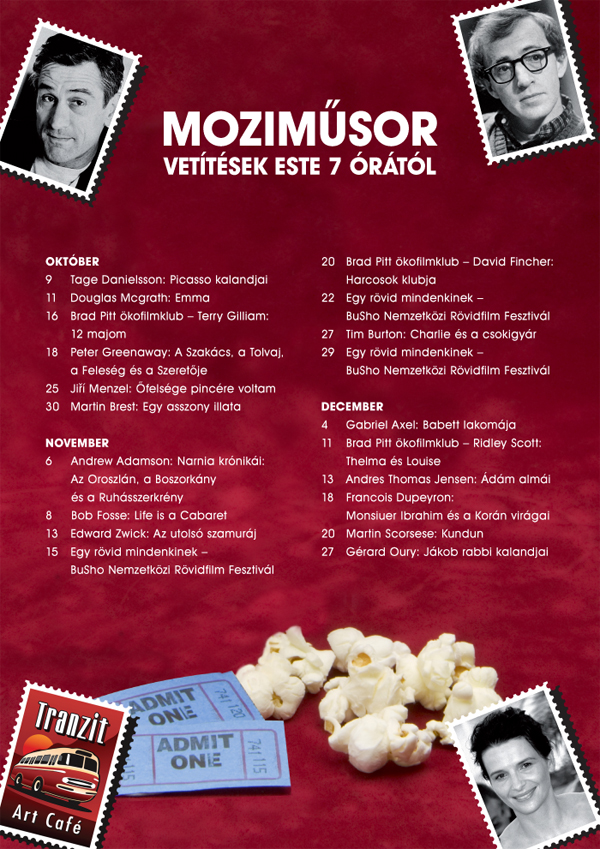 MOZIMŰSOR
VETÍTÉSEK ESTE 7 ÓRÁTÓL
OKTÓBER
9 Tage Danielsson: Picasso kalandjai
11 Douglas Mcgrath: Emma
16 Brad Pitt ökofilmklub – Terry Gilliam:
12 majom
18 Peter Greenaway: A Szakács, a Tolvaj,
a Feleség és a Szeretője
25 Jiří Menzel: Őfelsége pincére voltam
30 Martin Brest: Egy asszony illata
NOVEMBER
6 Andrew Adamson: Narnia krónikái:
Az Oroszlán, a Boszorkány
és a Ruhásszerkrény
8 Bob Fosse: Life is a Cabaret
13 Edward Zwick: Az utolsó szamuráj
15 Egy rövid mindenkinek –
BuSho Nemzetközi Rövidfilm Fesztivál
20 Brad Pitt ökofilmklub – David Fincher:
Harcosok klubja
22 Egy rövid mindenkinek –
BuSho Nemzetközi Rövidfilm Fesztivál
27 Tim Burton: Charlie és a csokigyár
29 Egy rövid mindenkinek –
BuSho Nemzetközi Rövidfilm Fesztivál
DECEMBER
4 Gabriel Axel: Babett lakomája
11 Brad Pitt ökofilmklub – Ridley Scott:
Thelma és Louise
13 Andres Thomas Jensen: Ádám almái
18 Francois Dupeyron:
Monsiuer Ibrahim és a Korán virágai
20 Martin Scorsese: Kundun
27 Gérard Oury: Jákob rabbi kalandjai
ADMIT
ONE
741 120
ADMIT
ONE
741 115
115
Tranzit
Art Café